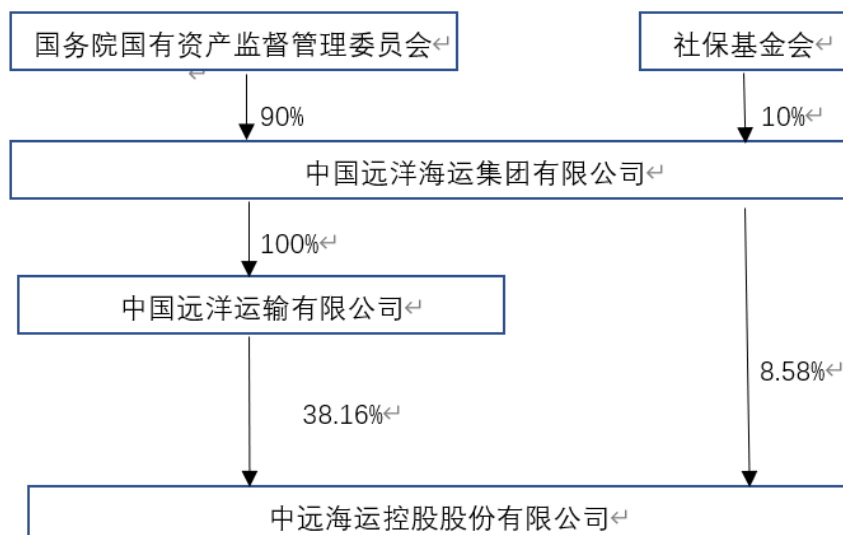 国务院国有资产监督管理委员会↵
社保基金会↵
↵
90%
10%↵
中国远洋海运集团有限公司↵
100%↵
中国远洋运输有限公司↵
8.58%↵
38.16%↵
中远海运控股股份有限公司↵